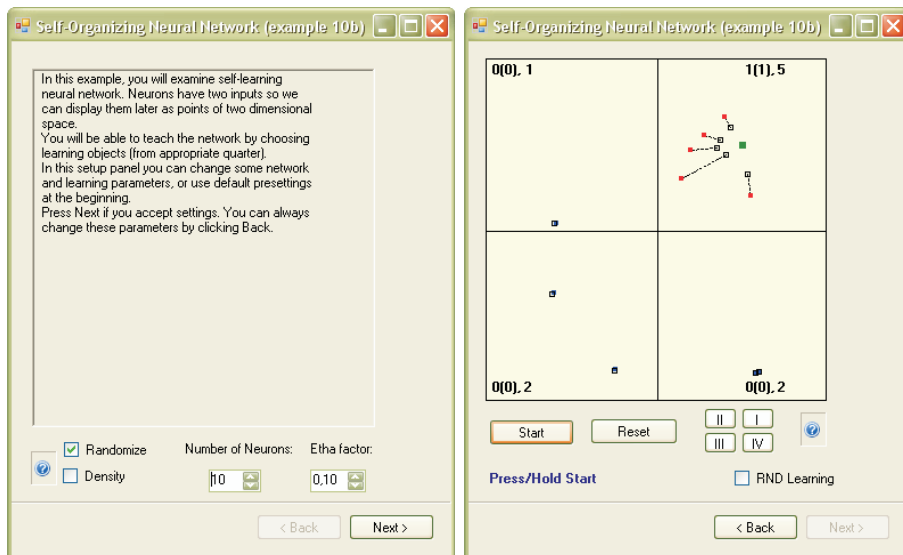 Self-Organizing Neural Network (example 10b)
In this example, you will examine self-learning
neural network. Neurons have two inputs so we
can display them later as points of two dimensional
space.
You will be able to teach the network by choosing
learning objects (from appropriate quarter).
In this setup panel you can change some network
and learning parameters, or use default presettings
at the beginning.
Press Next if you accept settings. You can always
change these parameters by clicking Back.
Randomize
Density
Number of Neurons:
10
Etha factor:
0,10
< Back
Next >
Self-Organizing Neural Network (example 10b)
0(0), 1
1(1), 5
0(0), 2
0(0), 2
Start
Reset
II
I
III
IV
Press/Hold Start
RND Learning
< Back
Next >